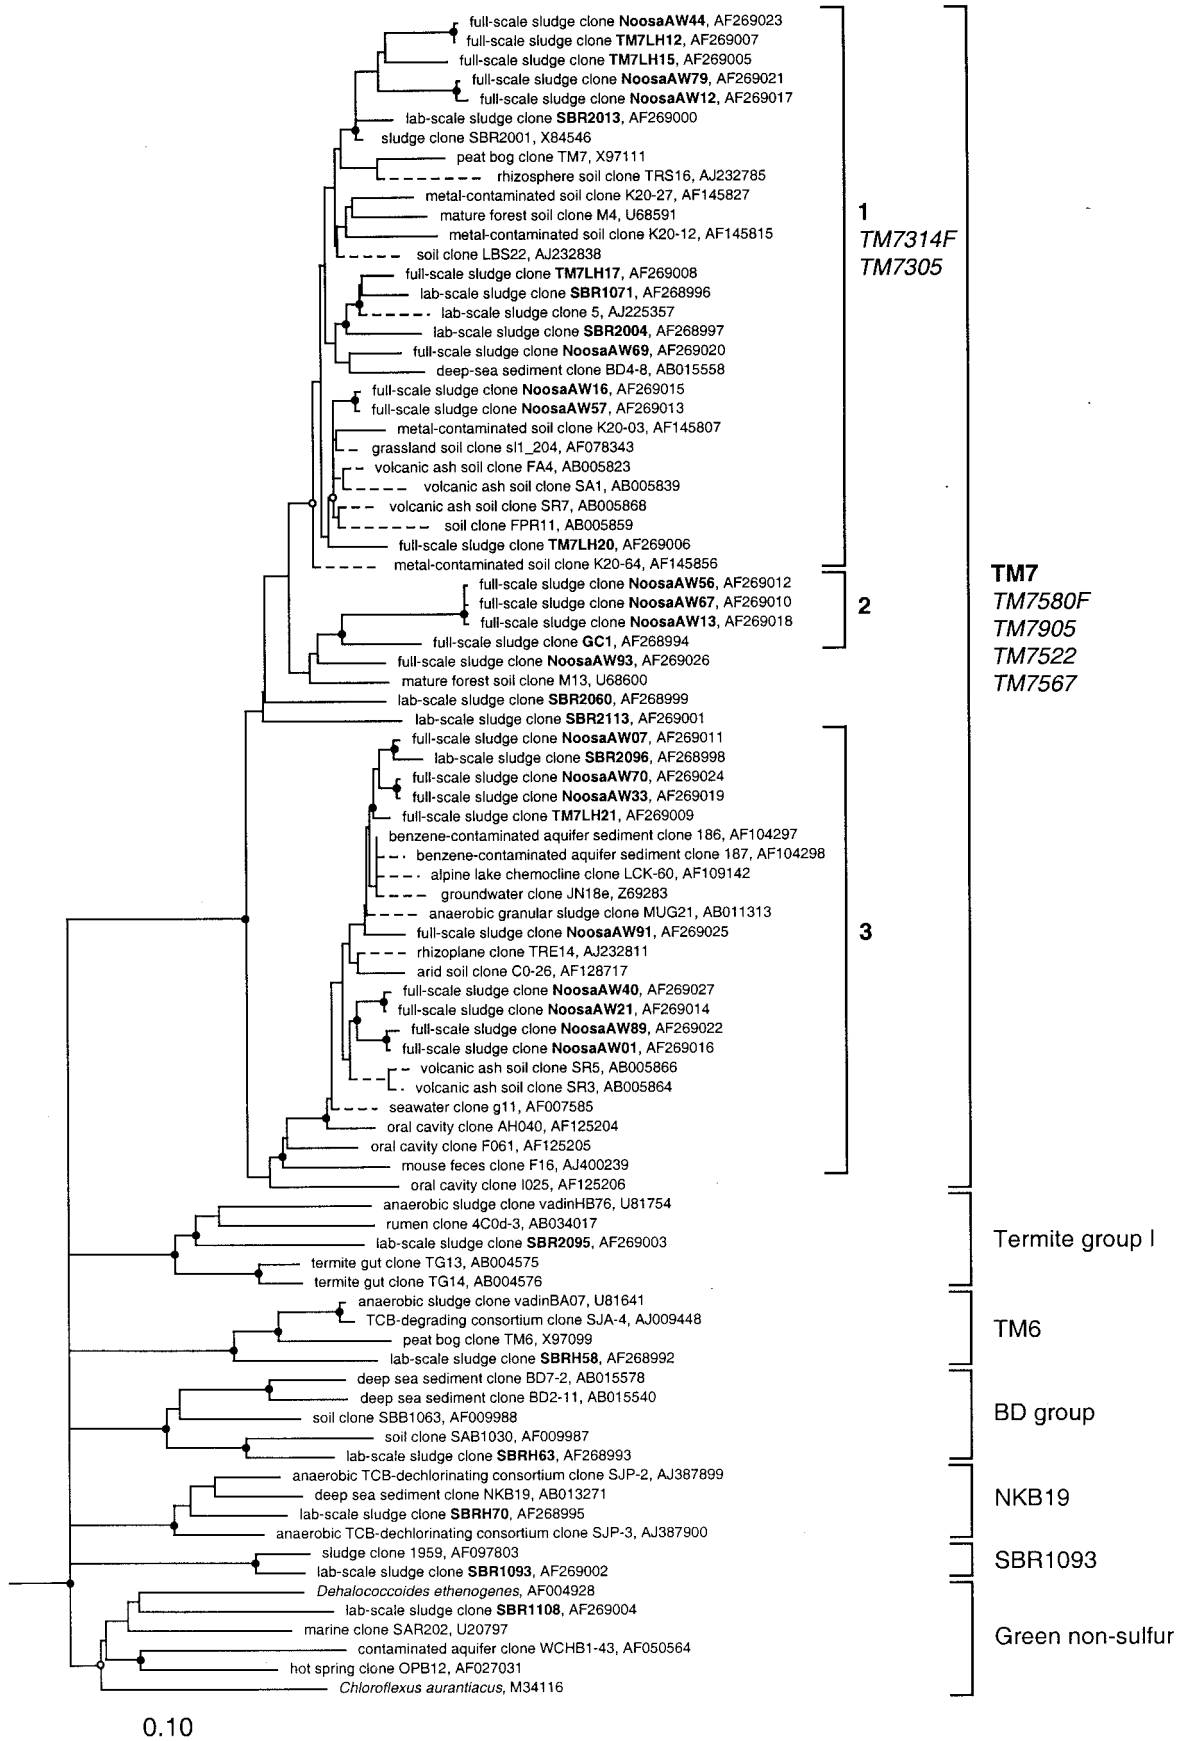 full-scale sludge clone NoosaAW44, AF269023
full-scale sludge clone TM7LH12, AF269007
full-scale sludge clone TM7LH15, AF269005
full-scale sludge clone NoosaAW79, AF269021
full-scale sludge clone NoosaAW12, AF269017
lab-scale sludge clone SBR2013, AF269000
sludge clone SBR2001, X84546
peat bog clone TM7, X97111
rhizosphere soil clone TRS16, AJ232785
metal-contaminated soil clone K20-27, AF145827
mature forest soil clone M4, U68591
metal-contaminated soil clone K20-12, AF145815
soil clone LBS22, AJ232838
full-scale sludge clone TM7LH17, AF269008
lab-scale sludge clone SBR1071, AF268996
lab-scale sludge clone 5, AJ225357
lab-scale sludge clone SBR2004, AF268997
full-scale sludge clone NoosaAW69, AF269020
deep-sea sediment clone BD4-8, AB015558
full-scale sludge clone NoosaAW16, AF269015
full-scale sludge clone NoosaAW57, AF269013
metal-contaminated soil clone K20-03, AF145807
grassland soil clone sl1_204, AF078343
volcanic ash soil clone FA4, AB005823
volcanic ash soil clone SA1, AB005839
volcanic ash soil clone SR7, AB005868
soil clone FPR11, AB005859
full-scale sludge clone TM7LH20, AF269006
metal-contaminated soil clone K20-64, AF145856
1
TM7314F
TM7305
full-scale sludge clone NoosaAW56, AF269012
full-scale sludge clone NoosaAW67, AF269010
full-scale sludge clone NoosaAW13, AF269018
full-scale sludge clone GC1, AF268994
2
full-scale sludge clone NoosaAW93, AF269026
mature forest soil clone M13, U68600
lab-scale sludge clone SBR2060, AF268999
lab-scale sludge clone SBR2113, AF269001
full-scale sludge clone NoosaAW07, AF269011
lab-scale sludge clone SBR2096, AF268998
full-scale sludge clone NoosaAW70, AF269024
full-scale sludge clone NoosaAW33, AF269019
full-scale sludge clone TM7LH21, AF269009
benzene-contaminated aquifer sediment clone 186, AF104297
benzene-contaminated aquifer sediment clone 187, AF104298
alpine lake chemocline clone LCK-60, AF109142
groundwater clone JN18e, Z69283
anaerobic granular sludge clone MUG21, AB011313
full-scale sludge clone NoosaAW91, AF269025
rhizoplane clone TRE14, AJ232811
arid soil clone C0-26, AF128717
full-scale sludge clone NoosaAW40, AF269027
full-scale sludge clone NoosaAW21, AF269014
full-scale sludge clone NoosaAW89, AF269022
full-scale sludge clone NoosaAW01, AF269016
volcanic ash soil clone SR5, AB005866
volcanic ash soil clone SR3, AB005864
seawater clone g11, AF007585
oral cavity clone AH040, AF125204
oral cavity clone F061, AF125205
mouse feces clone F16, AJ400239
oral cavity clone I025, AF125206
3
TM7
TM7580F
TM7905
TM7522
TM7567
anaerobic sludge clone vadinHB76, U81754
rumen clone 4C0d-3, AB034017
lab-scale sludge clone SBR2095, AF269003
termite gut clone TG13, AB004575
termite gut clone TG14, AB004576
Termite group I
anaerobic sludge clone vadinBA07, U81641
TCB-degrading consortium clone SJA-4, AJ009448
peat bog clone TM6, X97099
lab-scale sludge clone SBRH58, AF268992
TM6
deep sea sediment clone BD7-2, AB015578
deep sea sediment clone BD2-11, AB015540
soil clone SBB1063, AF009988
soil clone SAB1030, AF009987
lab-scale sludge clone SBRH63, AF268993
BD group
anaerobic TCB-dechlorinating consortium clone SJP-2, AJ387899
deep sea sediment clone NKB19, AB013271
lab-scale sludge clone SBRH70, AF268995
anaerobic TCB-dechlorinating consortium clone SJP-3, AJ387900
NKB19
sludge clone 1959, AF097803
lab-scale sludge clone SBR1093, AF269002
SBR1093
Dehalococcoides ethenogenes, AF004928
lab-scale sludge clone SBR1108, AF269004
marine clone SAR202, U20797
contaminated aquifer clone WCHB1-43, AF050564
hot spring clone OPB12, AF027031
Chloroflexus aurantiacus, M34116
Green non-sulfur
0.10